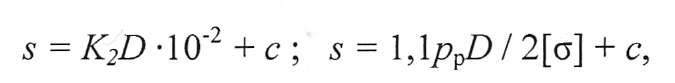 s = K₂D ·10⁻² + c ; s = 1,1pₚD / 2[σ] + c,